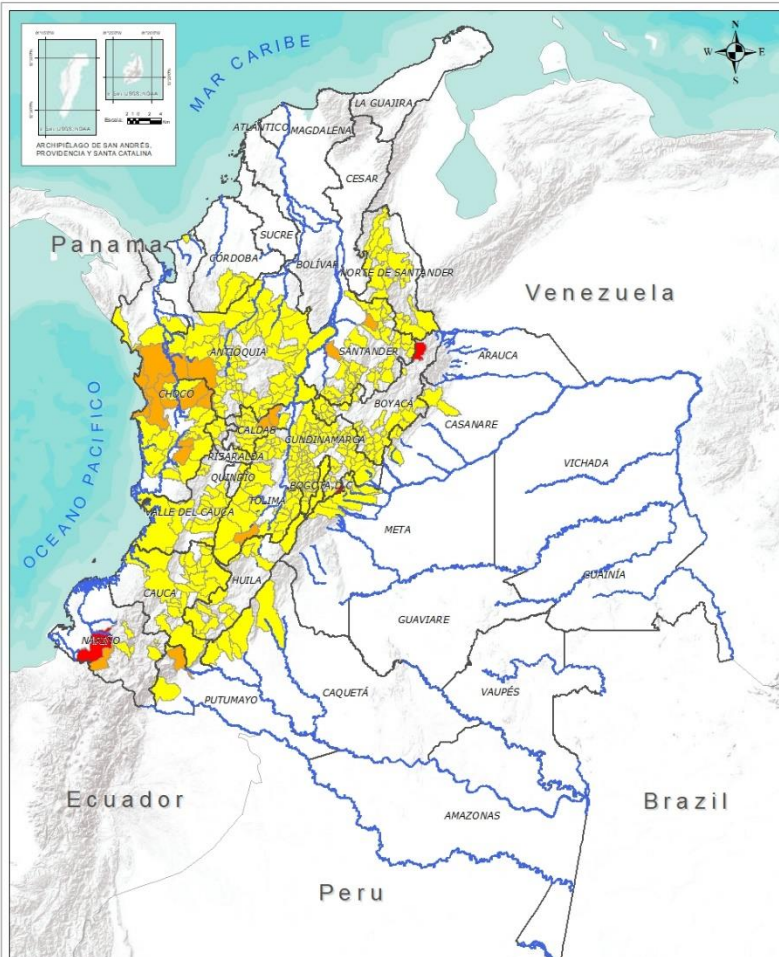 N
W E
S
MAR CARIBE
ARCHIPIÉLAGO DE SAN ANDRÉS,
PROVIDENCIA Y SANTA CATALINA
LA GUAJIRA
ATLÁNTICO
MAGDALENA
CESAR
Panama
SUCRE
CÓRDOBA
BOLÍVAR
NORTE DE SANTANDER
Venezuela
ANTIOQUIA
SANTANDER
ARAUCA
CHOCÓ
BOYACÁ
CASANARE
OCEANO PACIFICO
CALDAS
CUNDINAMARCA
RISARALDA
VICHADA
QUINDÍO
BOGOTÁ, D.C.
TOLIMA
VALLE DEL CAUCA
META
HUILA
GUAINÍA
CAUCA
GUAVIARE
NARIÑO
CAQUETÁ
VAUPÉS
PUTUMAYO
Ecuador
Brazil
AMAZONAS
Peru